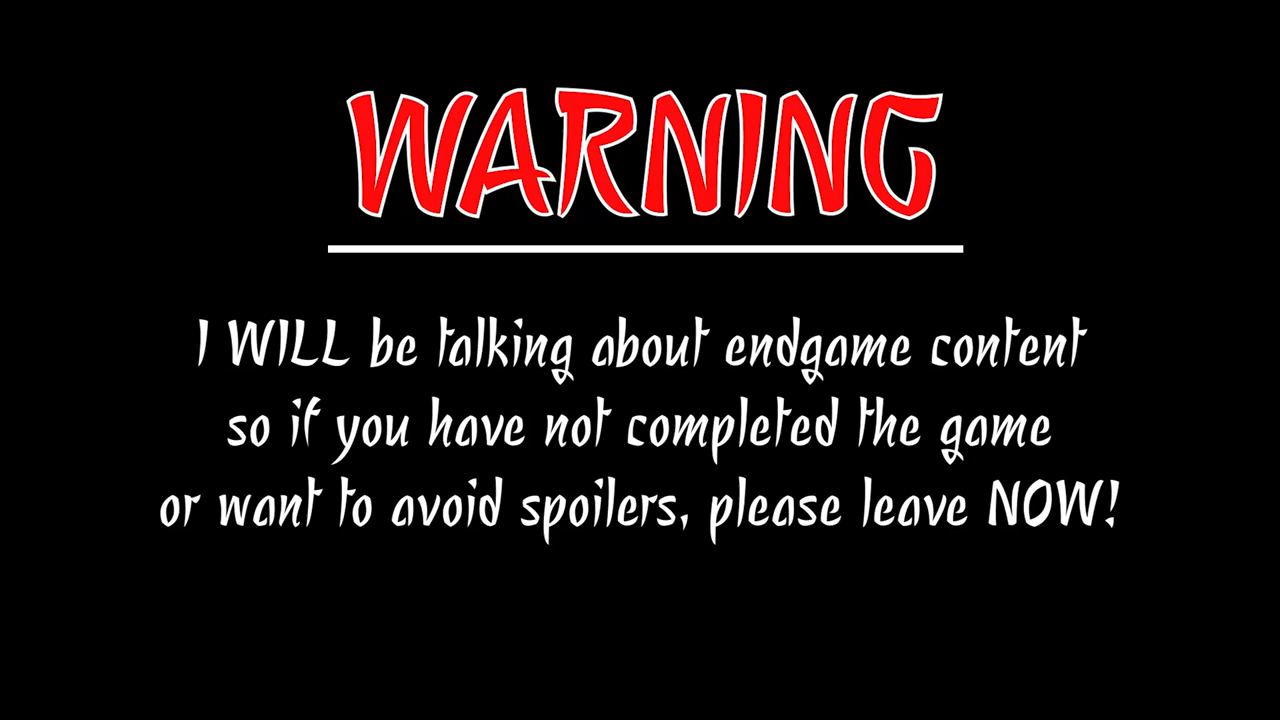 WARNING
I WILL be talking about endgame content
so if you have not completed the game
or want to avoid spoilers, please leave NOW!